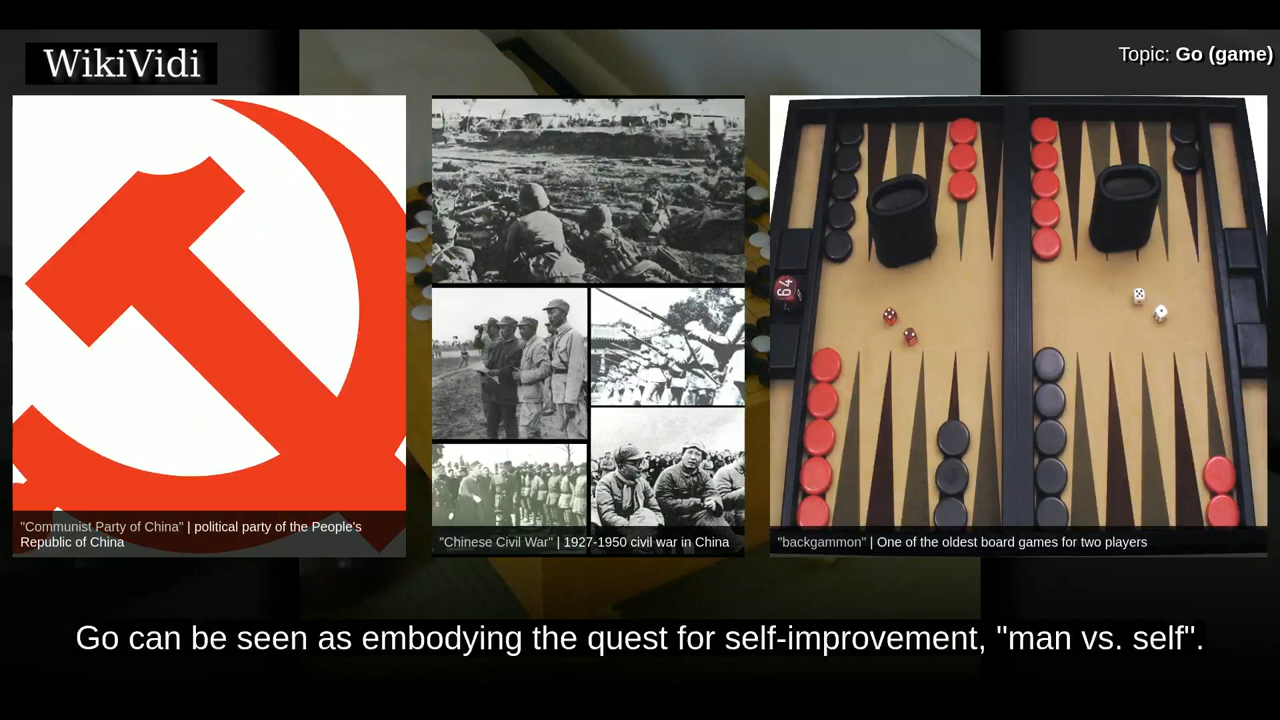 WikiVidi
Topic: Go (game)
64
"Communist Party of China" | political party of the People's
Republic of China
"Chinese Civil War" | 1927-1950 civil war in China
"backgammon" | One of the oldest board games for two players
Go can be seen as embodying the quest for self-improvement, "man vs. self".